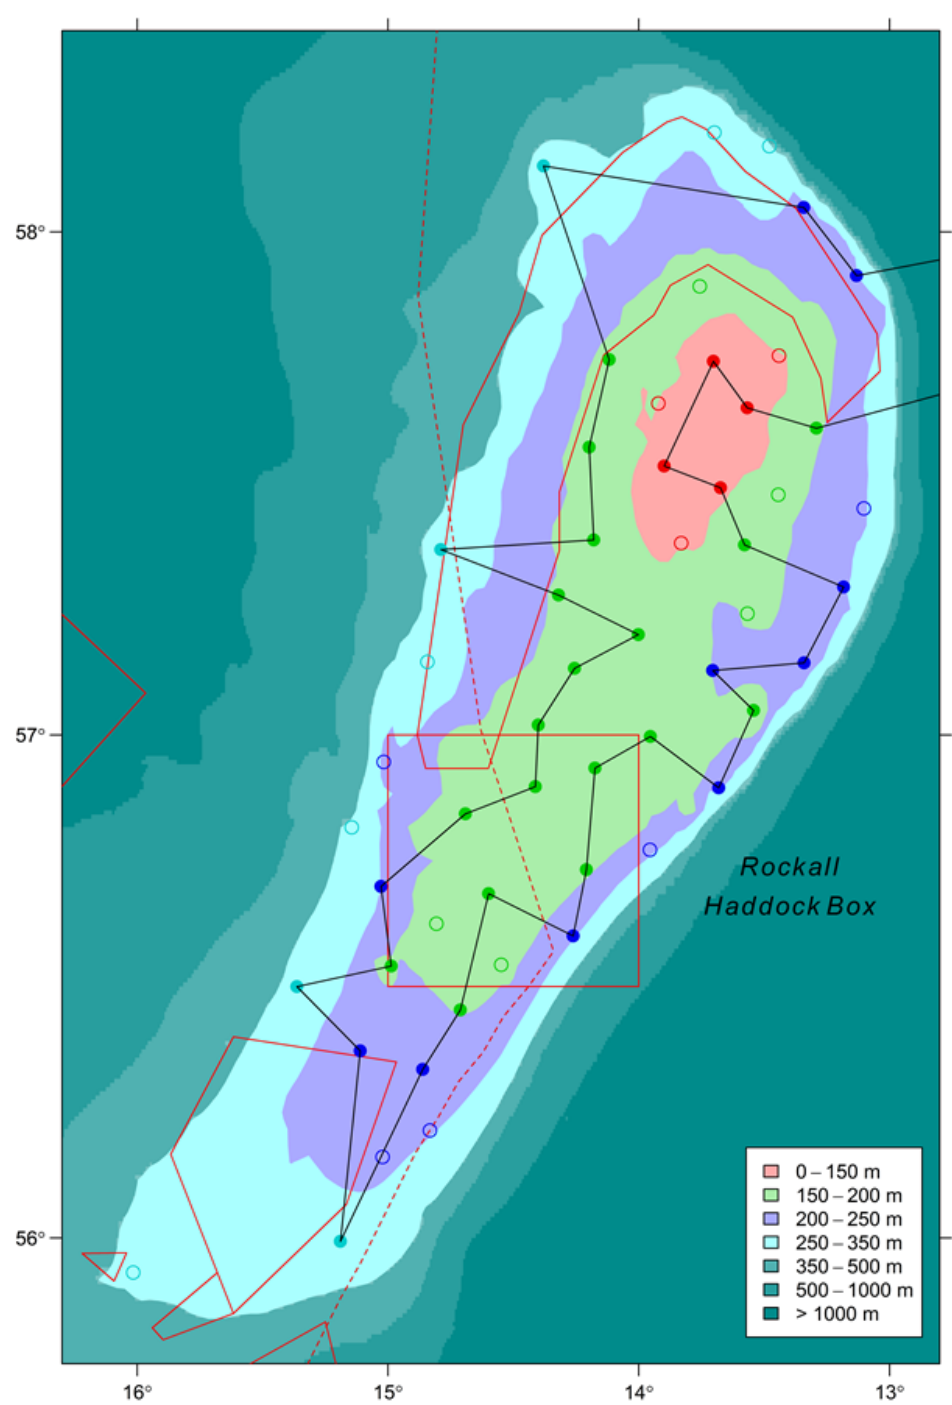 58°
57°
Rockall
Haddock Box
0 – 150 m
150 – 200 m
200 – 250 m
250 – 350 m
350 – 500 m
56°
500 – 1000 m
> 1000 m
16°
15°
14°
13°